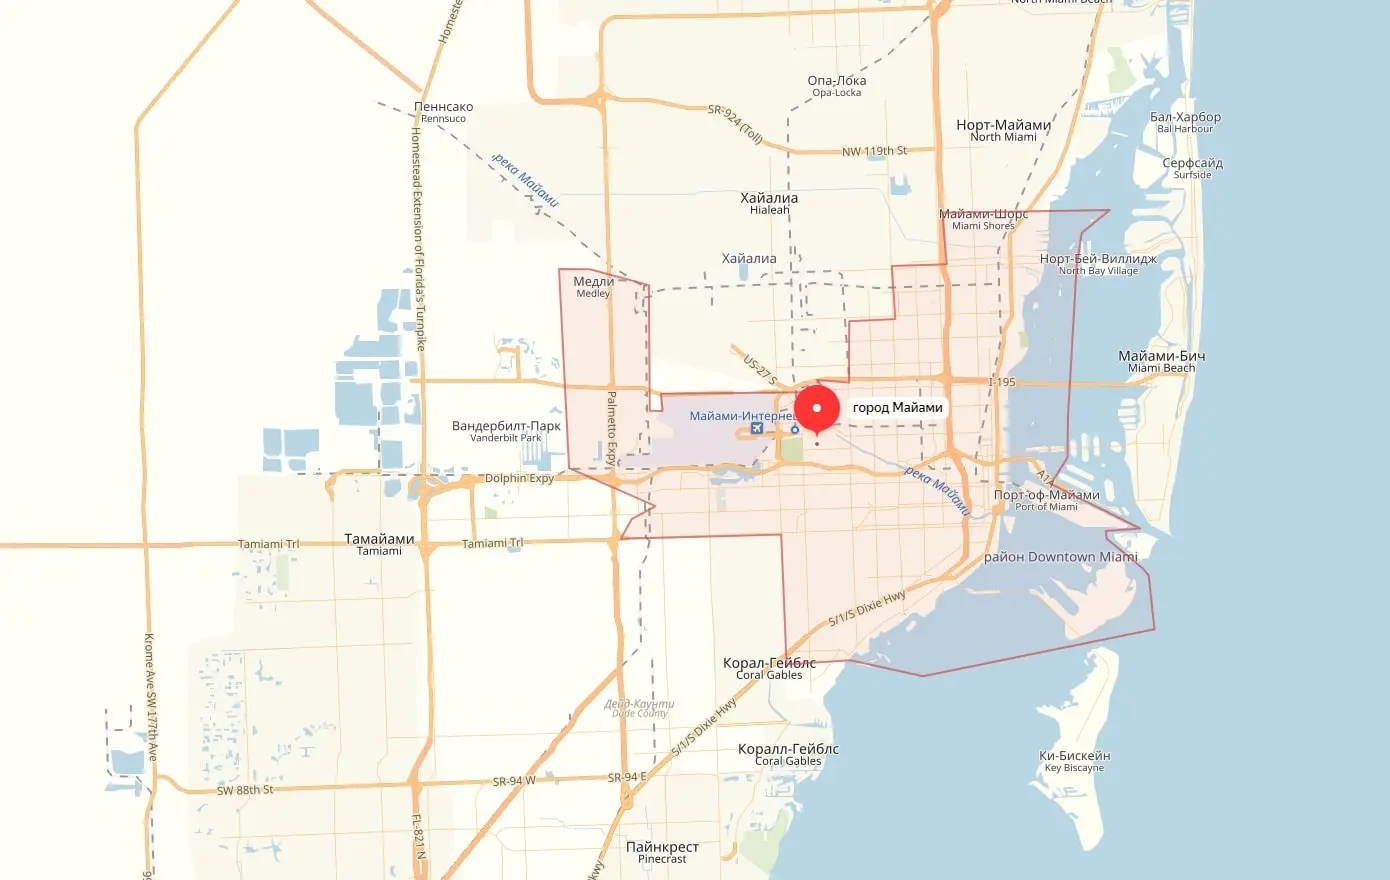 North Miami Beach
Опа-Лока
Opa-Locka
Пеннсако
Pennsuco
SR-924 (Toll)
Норт-Майами
North Miami
Бал-Харбор
Bal Harbour
NW 119th St
Серфсайд
Surfside
река Майами
Хайалиа
Hialeah
Майами-Шорс
Miami Shores
Хайалиа
Норт-Бей-Виллидж
North Bay Village
Медли
Medley
Homestead Extension of Florida's Turnpike
US-27 S
Майами-Бич
Miami Beach
I-195
город Майами
Palmetto Expy
Вандербилт-Парк
Vanderbilt Park
Dolphin Expy
река Майами
A1A
Порт-оф-Майами
Port of Miami
Tamiami Trl
Тамайами
Tamiami
Tamiami Trl
район Downtown Miami
5/1/S Dixie Hwy
Корал-Гейблс
Coral Gables
Krome Ave SW 177th Ave
Дейд-Каунти
Dade County
5/1/S Dixie Hwy
Коралл-Гейблс
Coral Gables
Ки-Бискейн
Key Biscayne
SR-94 W
SR-94 E
SW 88th St
FL-821 N
Пайнкрест
Pinecrest